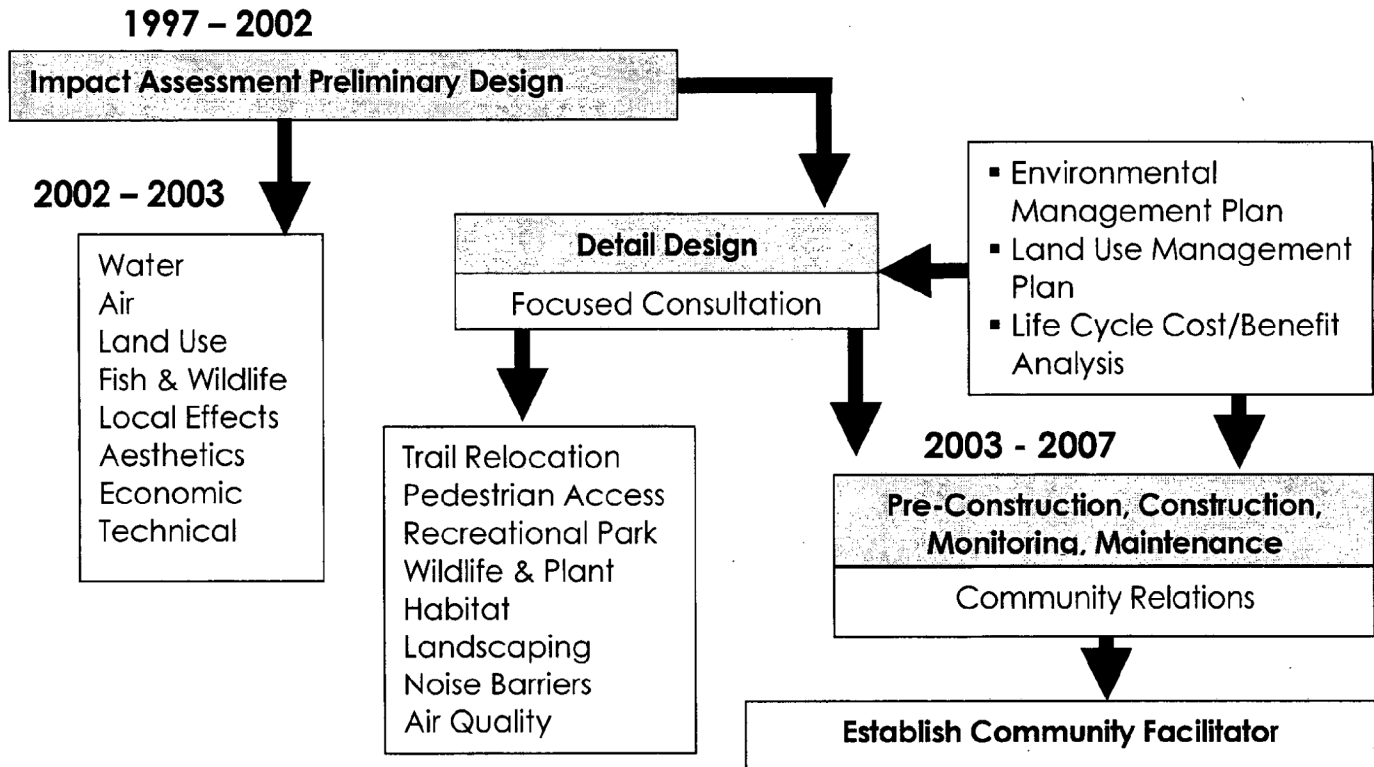 1997 – 2002
Impact Assessment Preliminary Design
2002 – 2003
Water
Air
Land Use
Fish & Wildlife
Local Effects
Aesthetics
Economic
Technical
Detail Design
Focused Consultation
▪ Environmental
Management Plan
▪ Land Use Management
Plan
▪ Life Cycle Cost/Benefit
Analysis
Trail Relocation
Pedestrian Access
Recreational Park
Wildlife & Plant
Habitat
Landscaping
Noise Barriers
Air Quality
2003 - 2007
Pre-Construction, Construction,
Monitoring, Maintenance
Community Relations
Establish Community Facilitator